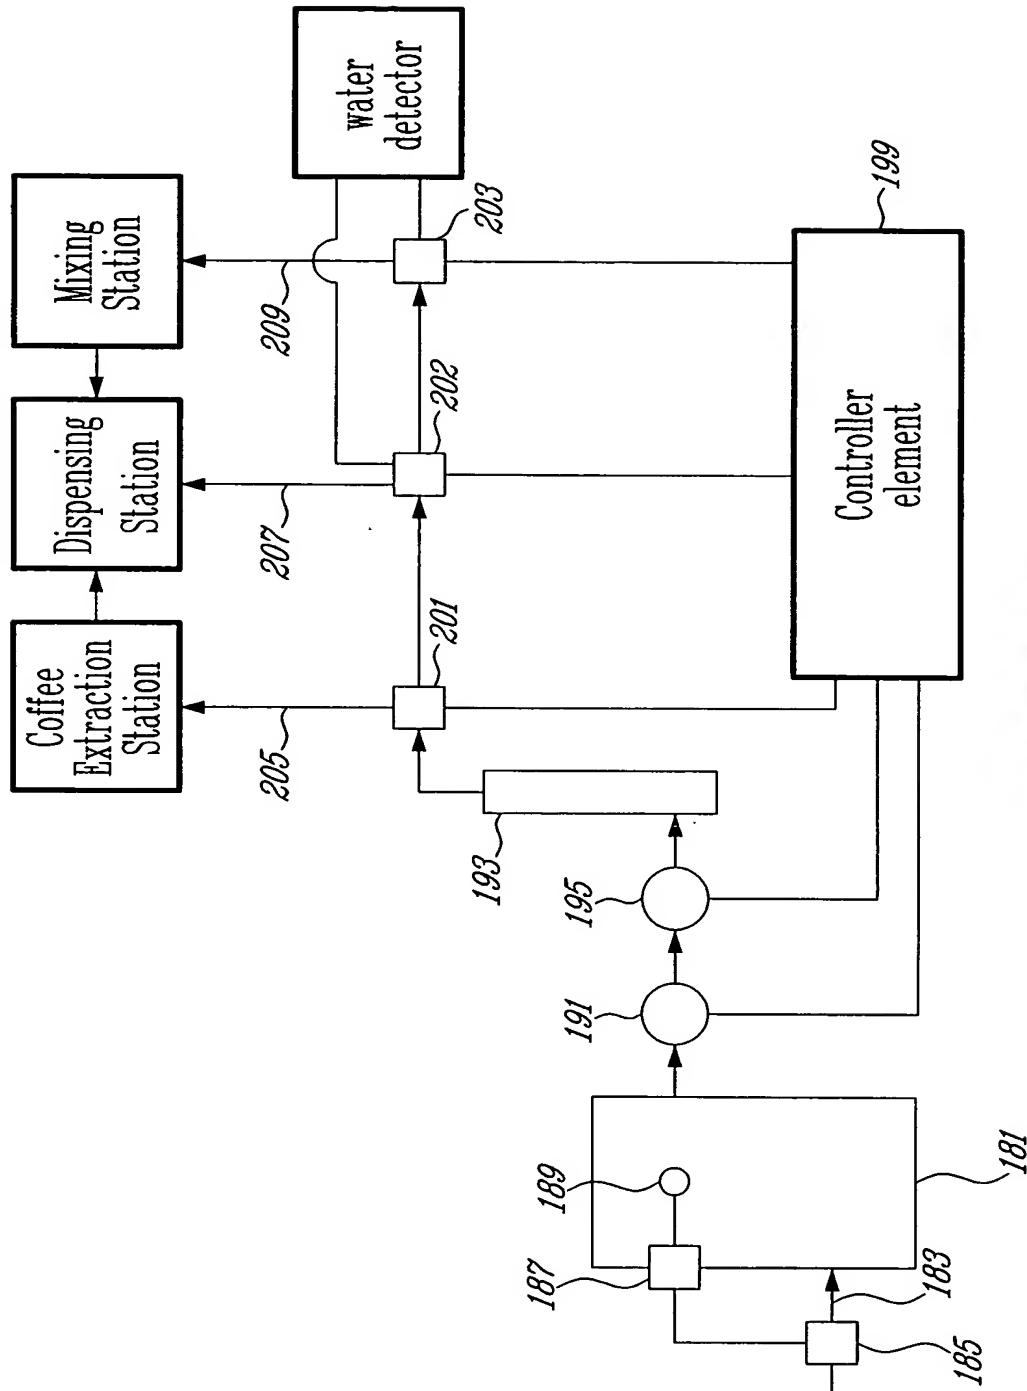 Coffee
Extraction
Station
Dispensing
Station
Mixing
Station
water
detector
205
207
209
201
202
203
193
195
191
189
187
185
183
181
Controller
element
199